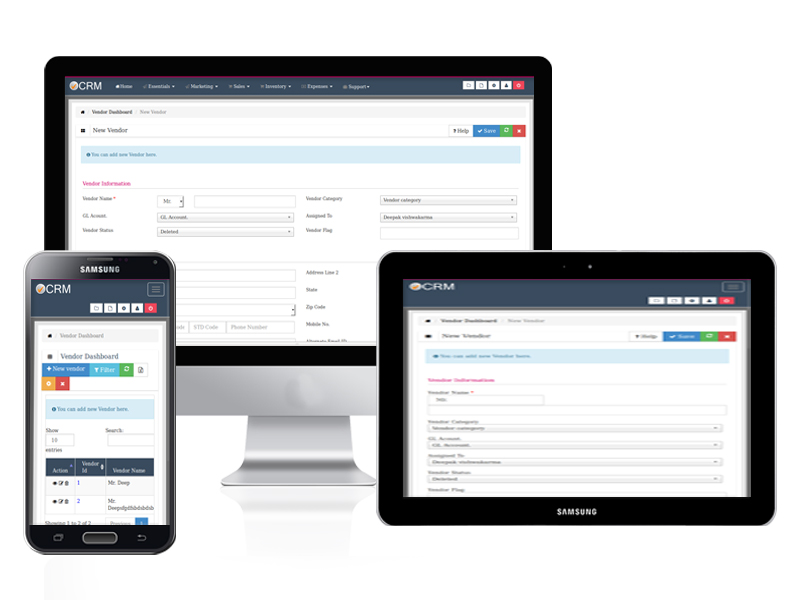 CRM
Home Essentials Marketing Sales Inventory Expenses Support
Vendor Dashboard / New Vendor
New Vendor
? Help Save
You can add new Vendor here.
Vendor Information
Vendor Name * Mr. Vendor Category Vendor category
GL Acount. GL Account. Assigned To Deepak vishwakarma
Vendor Status Deleted Vendor Flag
Address Line 2
State
Zip Code
STD Code Phone Number Mobile No.
Alternate Email ID
SAMSUNG
CRM
Vendor Dashboard
Vendor Dashboard
New vendor Filter
You can add new Vendor here.
Show Search:
10
entries
Action Vendor Id Vendor Name
1 Mr. Deep
2 Mr.
Showing 1 to 2 of 2 Previous 1
CRM
Vendor Dashboard / New Vendor
New Vendor
? Help Save
You can add new Vendor here.
Vendor Information
Vendor Name *
Mr.
Vendor Category
Vendor category
GL Acount.
GL Account.
Assigned To
Deepak vishwakarma
Vendor Status
Deleted
Vendor Flag
SAMSUNG